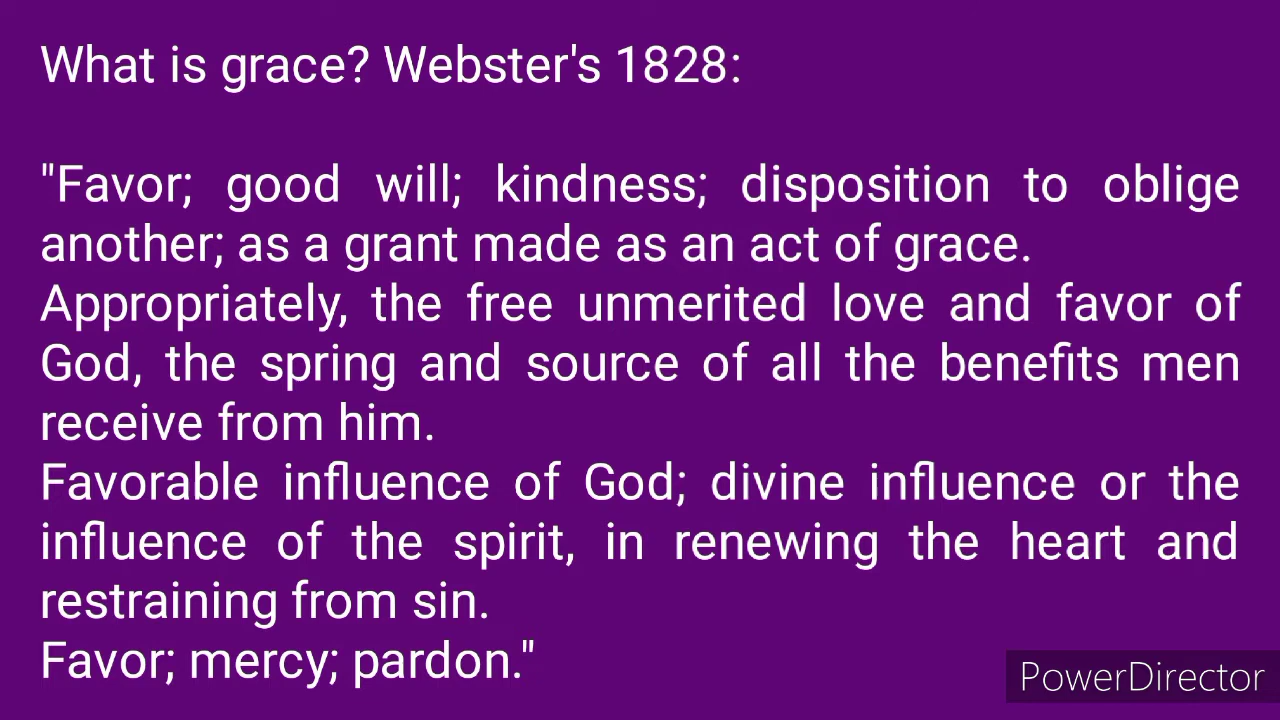 What is grace? Webster's 1828:
"Favor; good will; kindness; disposition to oblige
another; as a grant made as an act of grace.
Appropriately, the free unmerited love and favor of
God, the spring and source of all the benefits men
receive from him.
Favorable influence of God; divine influence or the
influence of the spirit, in renewing the heart and
restraining from sin.
Favor; mercy; pardon."
PowerDirector